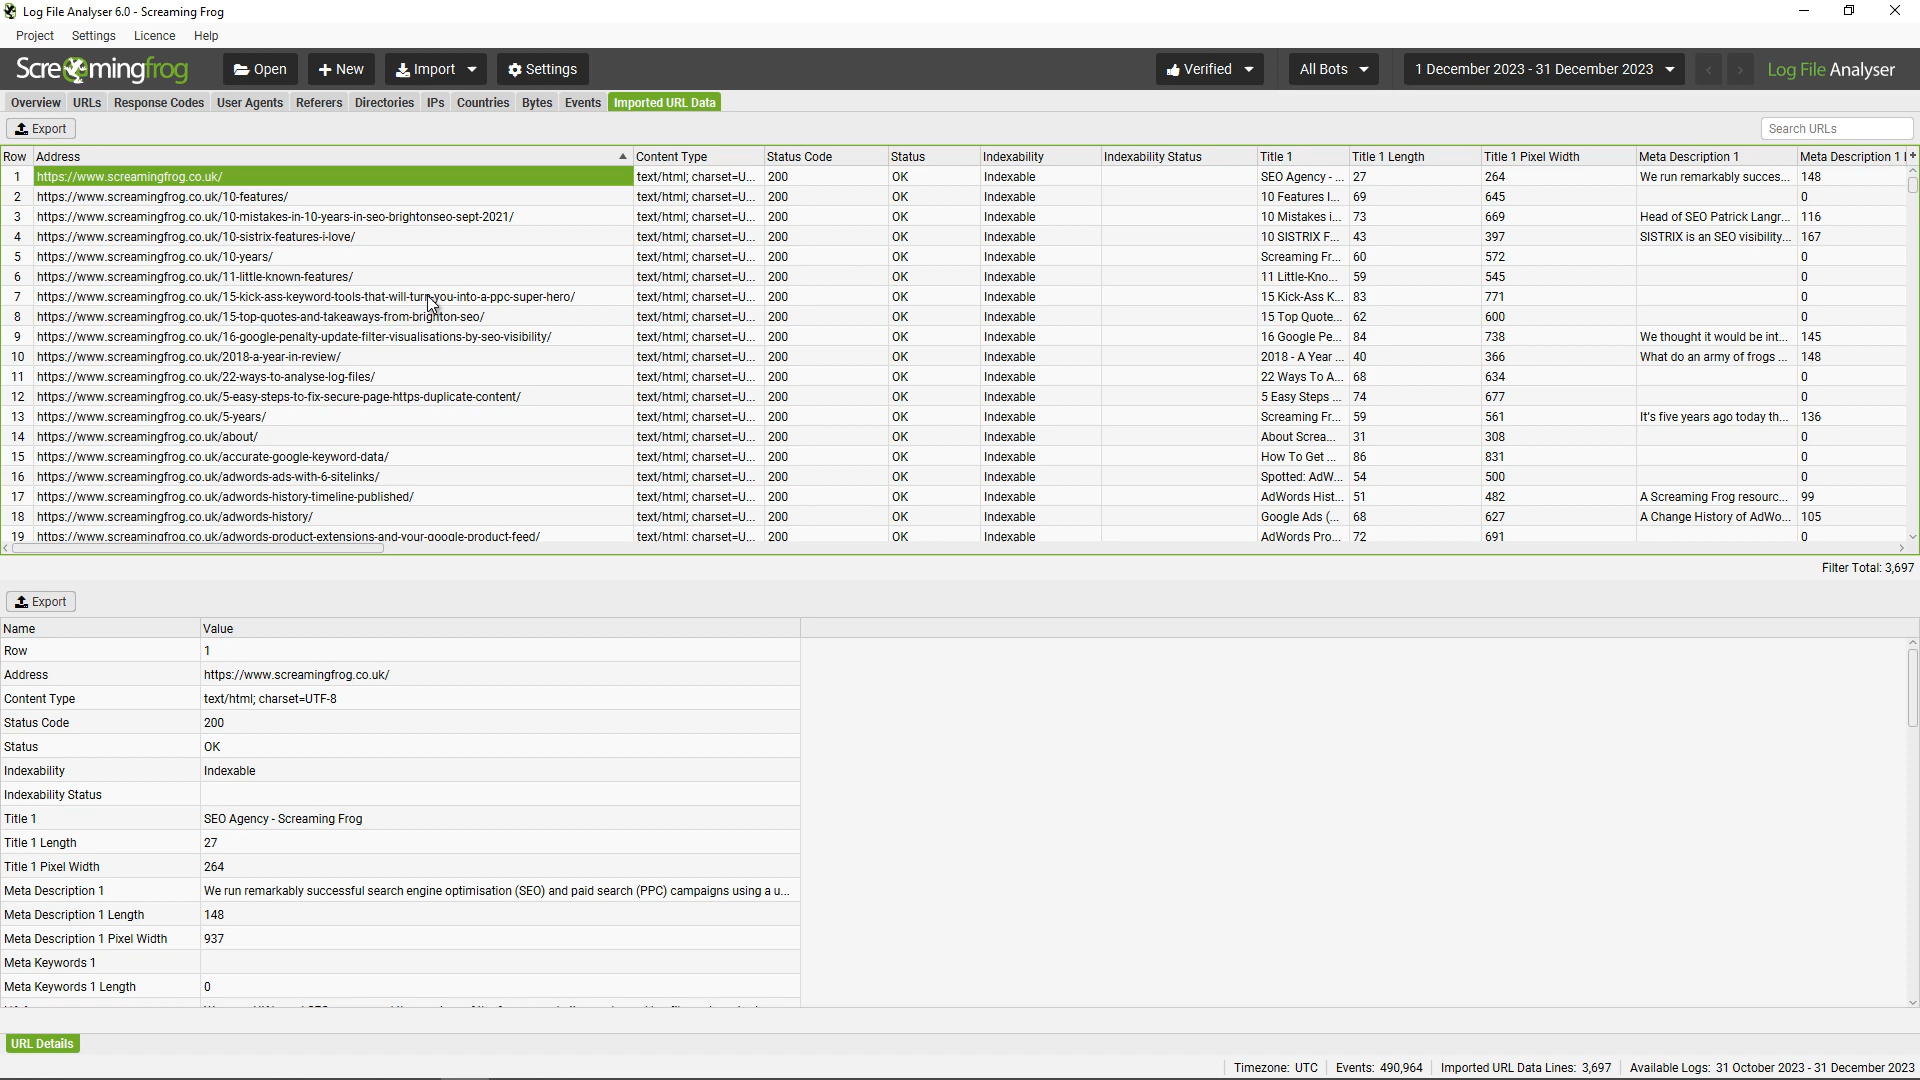 Log File Analyser 6.0 - Screaming Frog
Project Settings Licence Help
Screamingfrog Open New Import Settings Verified All Bots 1 December 2023 - 31 December 2023 Log File Analyser
Overview URLs Response Codes User Agents Referers Directories IPs Countries Bytes Events Imported URL Data
Export Search URLs
Row Address Content Type Status Code Status Indexability Indexability Status Title 1 Title 1 Length Title 1 Pixel Width Meta Description 1 Meta Description 1
1 https://www.screamingfrog.co.uk/ text/html; charset=U... 200 OK Indexable SEO Agency - ... 27 264 We run remarkably succes... 148
2 https://www.screamingfrog.co.uk/10-features/ text/html; charset=U... 200 OK Indexable 10 Features I... 69 645 0
3 https://www.screamingfrog.co.uk/10-mistakes-in-10-years-in-seo-brightonseo-sept-2021/ text/html; charset=U... 200 OK Indexable 10 Mistakes i... 73 669 Head of SEO Patrick Langr... 116
4 https://www.screamingfrog.co.uk/10-sistrix-features-i-love/ text/html; charset=U... 200 OK Indexable 10 SISTRIX F... 43 397 SISTRIX is an SEO visibility... 167
5 https://www.screamingfrog.co.uk/10-years/ text/html; charset=U... 200 OK Indexable Screaming Fr... 60 572 0
6 https://www.screamingfrog.co.uk/11-little-known-features/ text/html; charset=U... 200 OK Indexable 11 Little-Kno... 59 545 0
7 https://www.screamingfrog.co.uk/15-kick-ass-keyword-tools-that-will-turn-you-into-a-ppc-super-hero/ text/html; charset=U... 200 OK Indexable 15 Kick-Ass K... 83 771 0
8 https://www.screamingfrog.co.uk/15-top-quotes-and-takeaways-from-brighton-seo/ text/html; charset=U... 200 OK Indexable 15 Top Quote... 62 600 0
9 https://www.screamingfrog.co.uk/16-google-penalty-update-filter-visualisations-by-seo-visibility/ text/html; charset=U... 200 OK Indexable 16 Google Pe... 84 738 We thought it would be int... 145
10 https://www.screamingfrog.co.uk/2018-a-year-in-review/ text/html; charset=U... 200 OK Indexable 2018 - A Year ... 40 366 What do an army of frogs ... 148
11 https://www.screamingfrog.co.uk/22-ways-to-analyse-log-files/ text/html; charset=U... 200 OK Indexable 22 Ways To A... 68 634 0
12 https://www.screamingfrog.co.uk/5-easy-steps-to-fix-secure-page-https-duplicate-content/ text/html; charset=U... 200 OK Indexable 5 Easy Steps ... 74 677 0
13 https://www.screamingfrog.co.uk/5-years/ text/html; charset=U... 200 OK Indexable Screaming Fr... 59 561 It's five years ago today th... 136
14 https://www.screamingfrog.co.uk/about/ text/html; charset=U... 200 OK Indexable About Screa... 31 308 0
15 https://www.screamingfrog.co.uk/accurate-google-keyword-data/ text/html; charset=U... 200 OK Indexable How To Get ... 86 831 0
16 https://www.screamingfrog.co.uk/adwords-ads-with-6-sitelinks/ text/html; charset=U... 200 OK Indexable Spotted: AdW... 54 500 0
17 https://www.screamingfrog.co.uk/adwords-history-timeline-published/ text/html; charset=U... 200 OK Indexable AdWords Hist... 51 482 A Screaming Frog resourc... 99
18 https://www.screamingfrog.co.uk/adwords-history/ text/html; charset=U... 200 OK Indexable Google Ads (... 68 627 A Change History of AdWo... 105
19 https://www.screamingfrog.co.uk/adwords-product-extensions-and-your-google-product-feed/ text/html; charset=U... 200 OK Indexable AdWords Pro... 72 691 0
Filter Total: 3,697
Export
Name Value
Row 1
Address https://www.screamingfrog.co.uk/
Content Type text/html; charset=UTF-8
Status Code 200
Status OK
Indexability Indexable
Indexability Status
Title 1 SEO Agency - Screaming Frog
Title 1 Length 27
Title 1 Pixel Width 264
Meta Description 1 We run remarkably successful search engine optimisation (SEO) and paid search (PPC) campaigns using a u...
Meta Description 1 Length 148
Meta Description 1 Pixel Width 937
Meta Keywords 1
Meta Keywords 1 Length 0
URL Details
Timezone: UTC Events: 490,964 Imported URL Data Lines: 3,697 Available Logs: 31 October 2023 - 31 December 2023